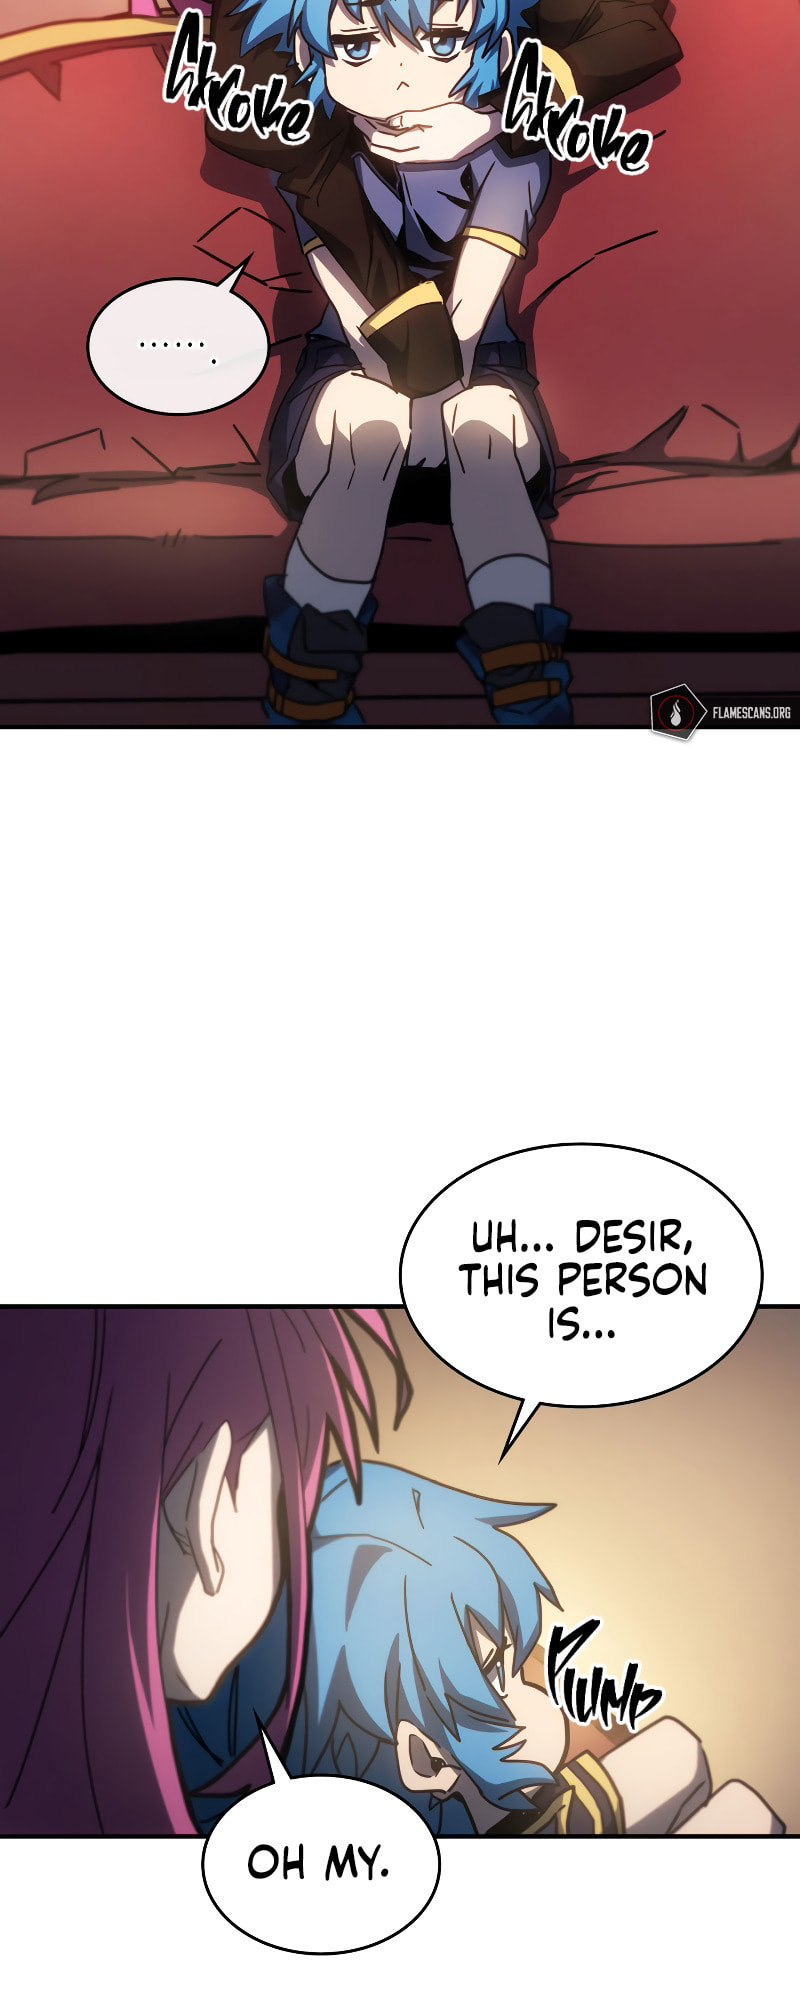 Stroke
Stroke
.......
FLAMESCANS.ORG
UH... DESIR,
THIS PERSON
IS...
PLUMP
OH MY.